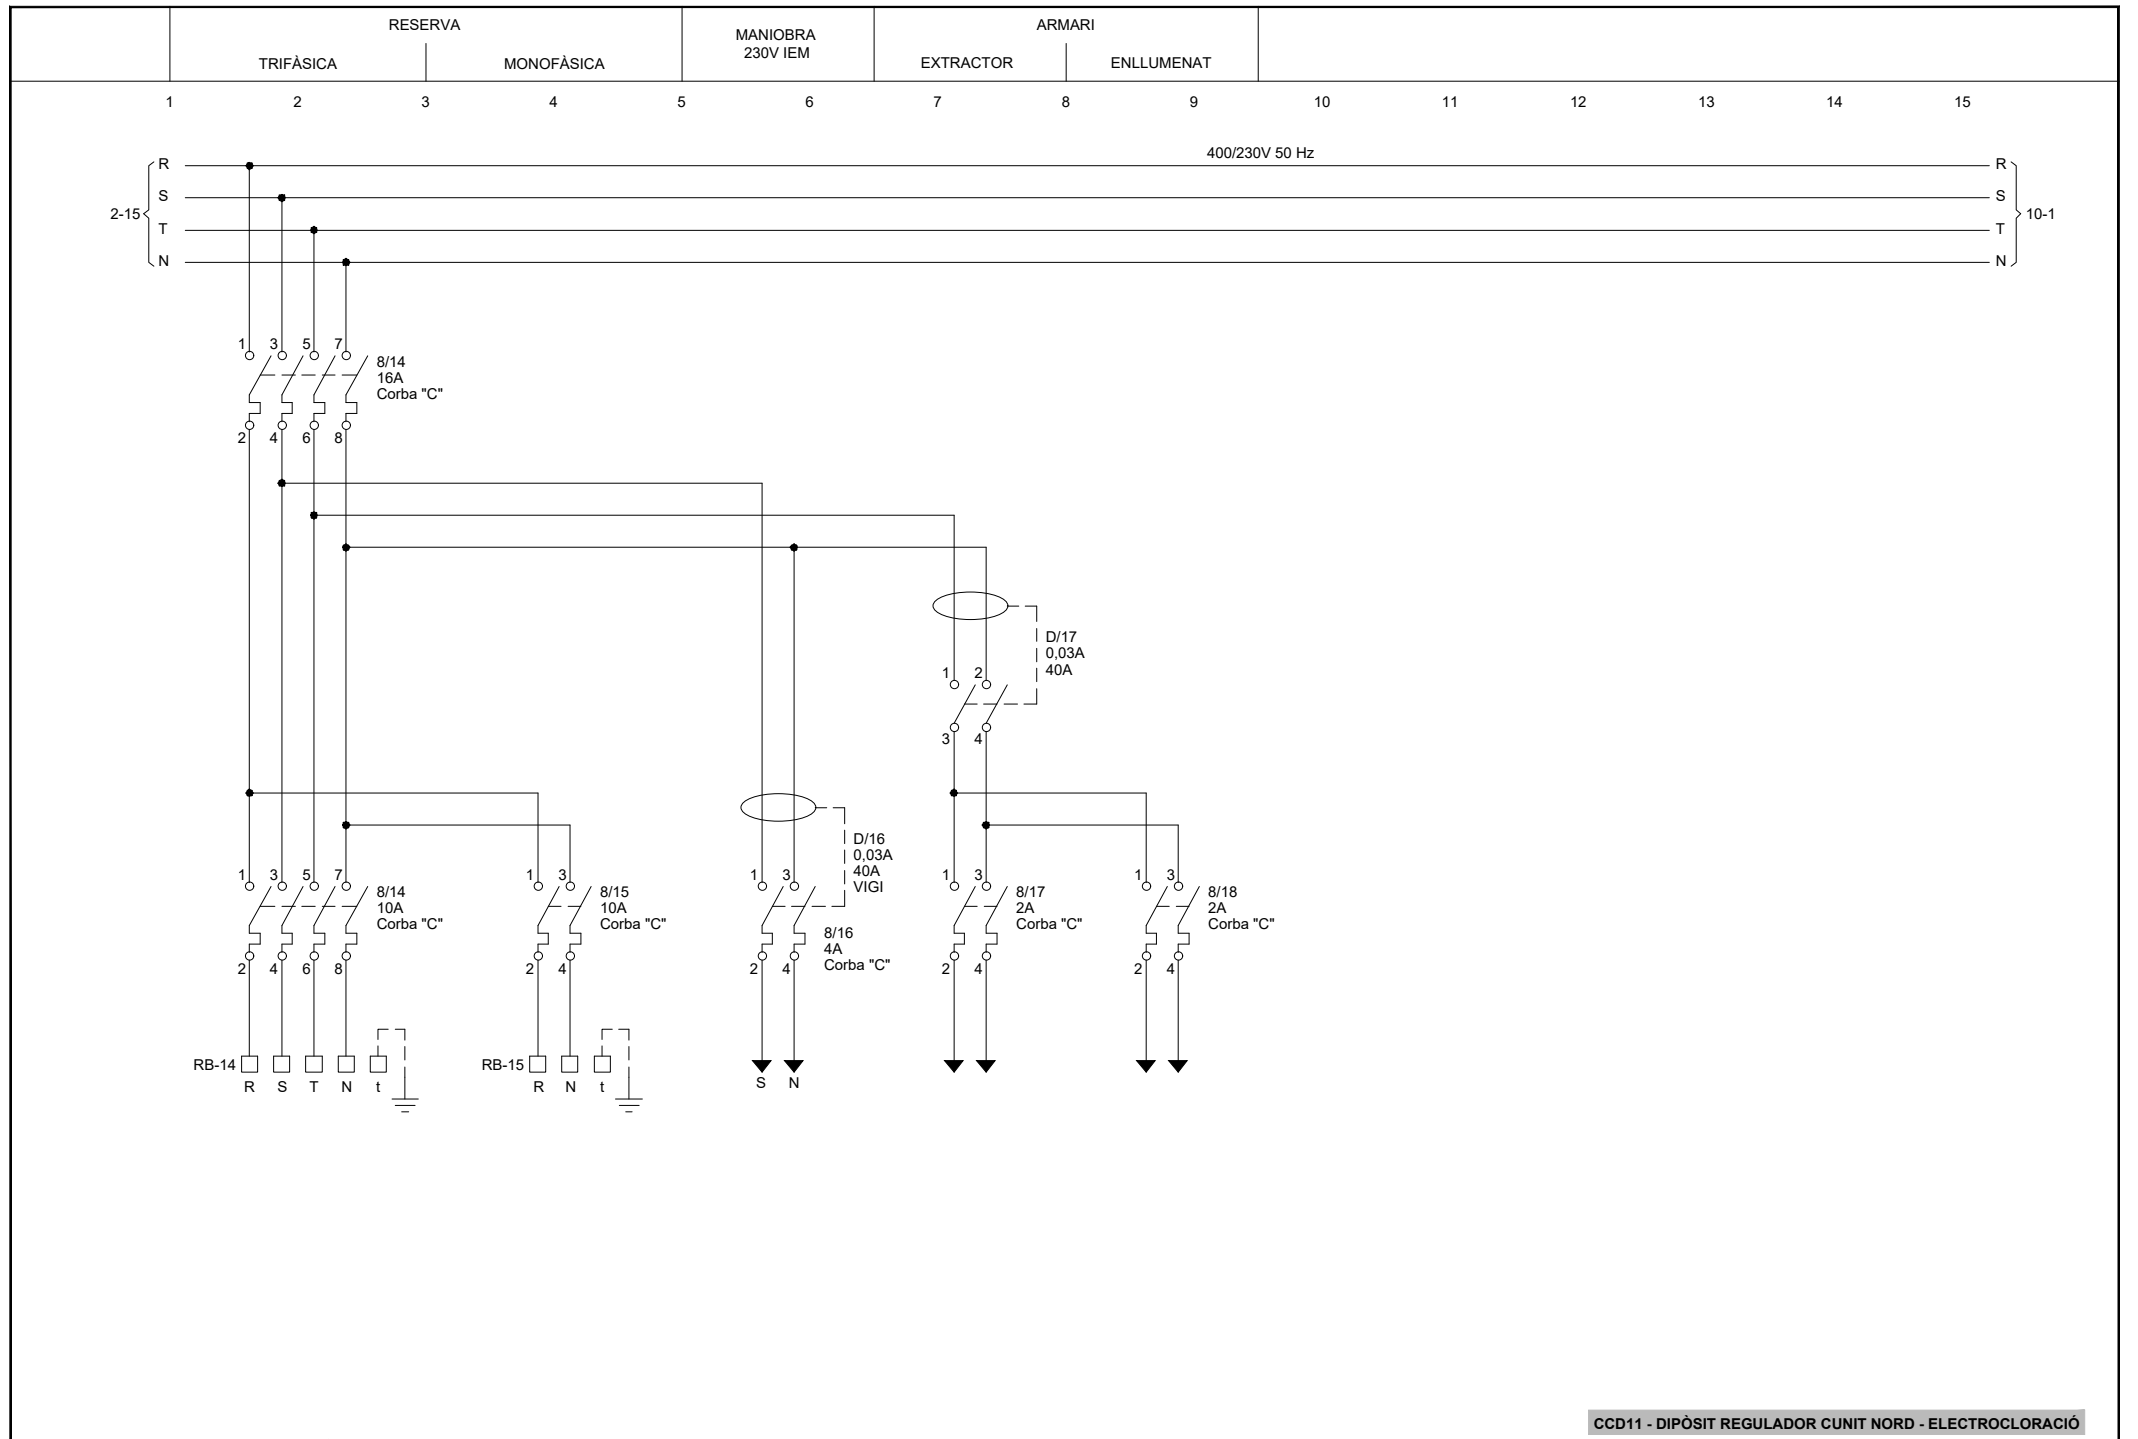 RESERVA
ARMARI
MANIOBRA
230V IEM
TRIFÀSICA
MONOFÀSICA
EXTRACTOR
ENLLUMENAT
1 2 3 4 5 6 7 8 9 10 11 12 13 14 15
400/230V 50 Hz
R R
S S
2-15 10-1
T T
N N
1 3 5 7
8/14
16A
Corba "C"
2 4 6 8
D/17
0,03A
40A
1 2
3 4
D/16
0,03A
40A
VIGI
1 3 5 7
8/14
10A
Corba "C"
2 4 6 8
1 3
8/15
10A
Corba "C"
2 4
1 3
8/16
4A
Corba "C"
2 4
1 3
8/17
2A
Corba "C"
2 4
1 3
8/18
2A
Corba "C"
2 4
RB-14
R S T N t
RB-15
R N t
S N
CCD11 - DIPÒSIT REGULADOR CUNIT NORD - ELECTROCLORACIÓ